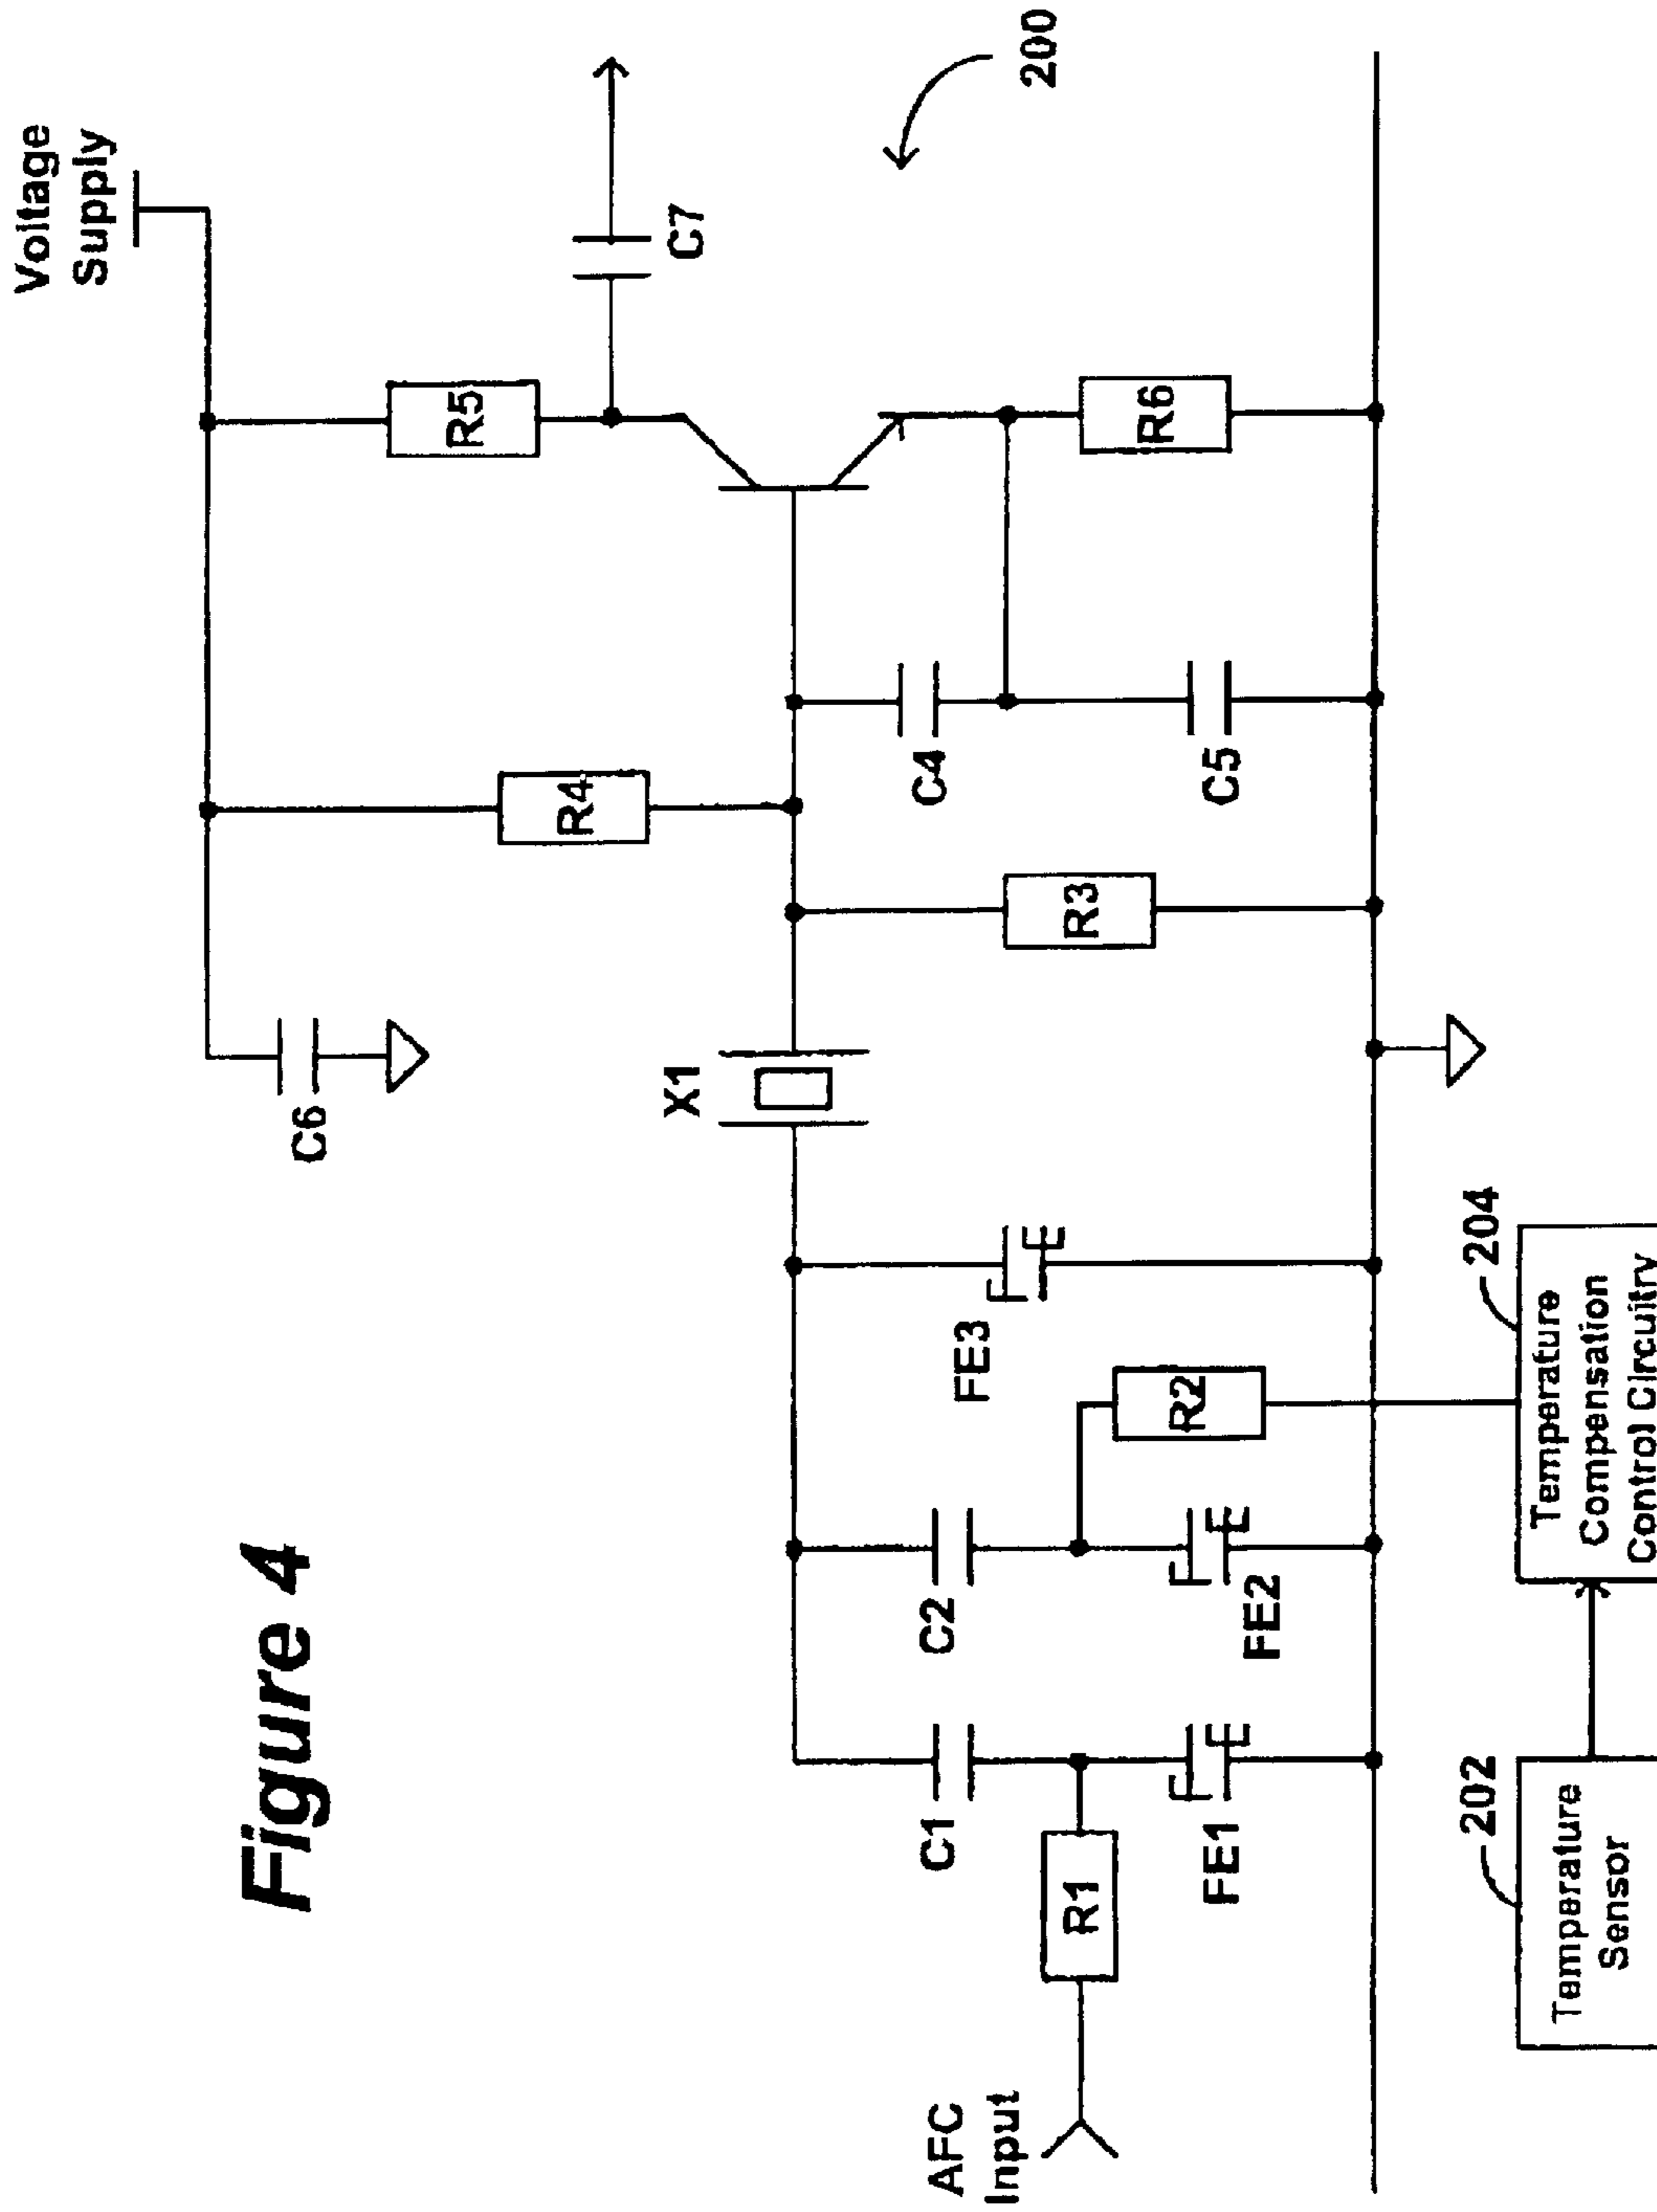 Figure 4
Voltage
Supply
C6
R4
R5
C7
X1
200
C1
C2
FE3
R3
C4
C5
R6
AFC
Input
R1
FE1
FE2
R2
202
Temperature
Sensor
204
Temperature
Compensation
Control Circuitry